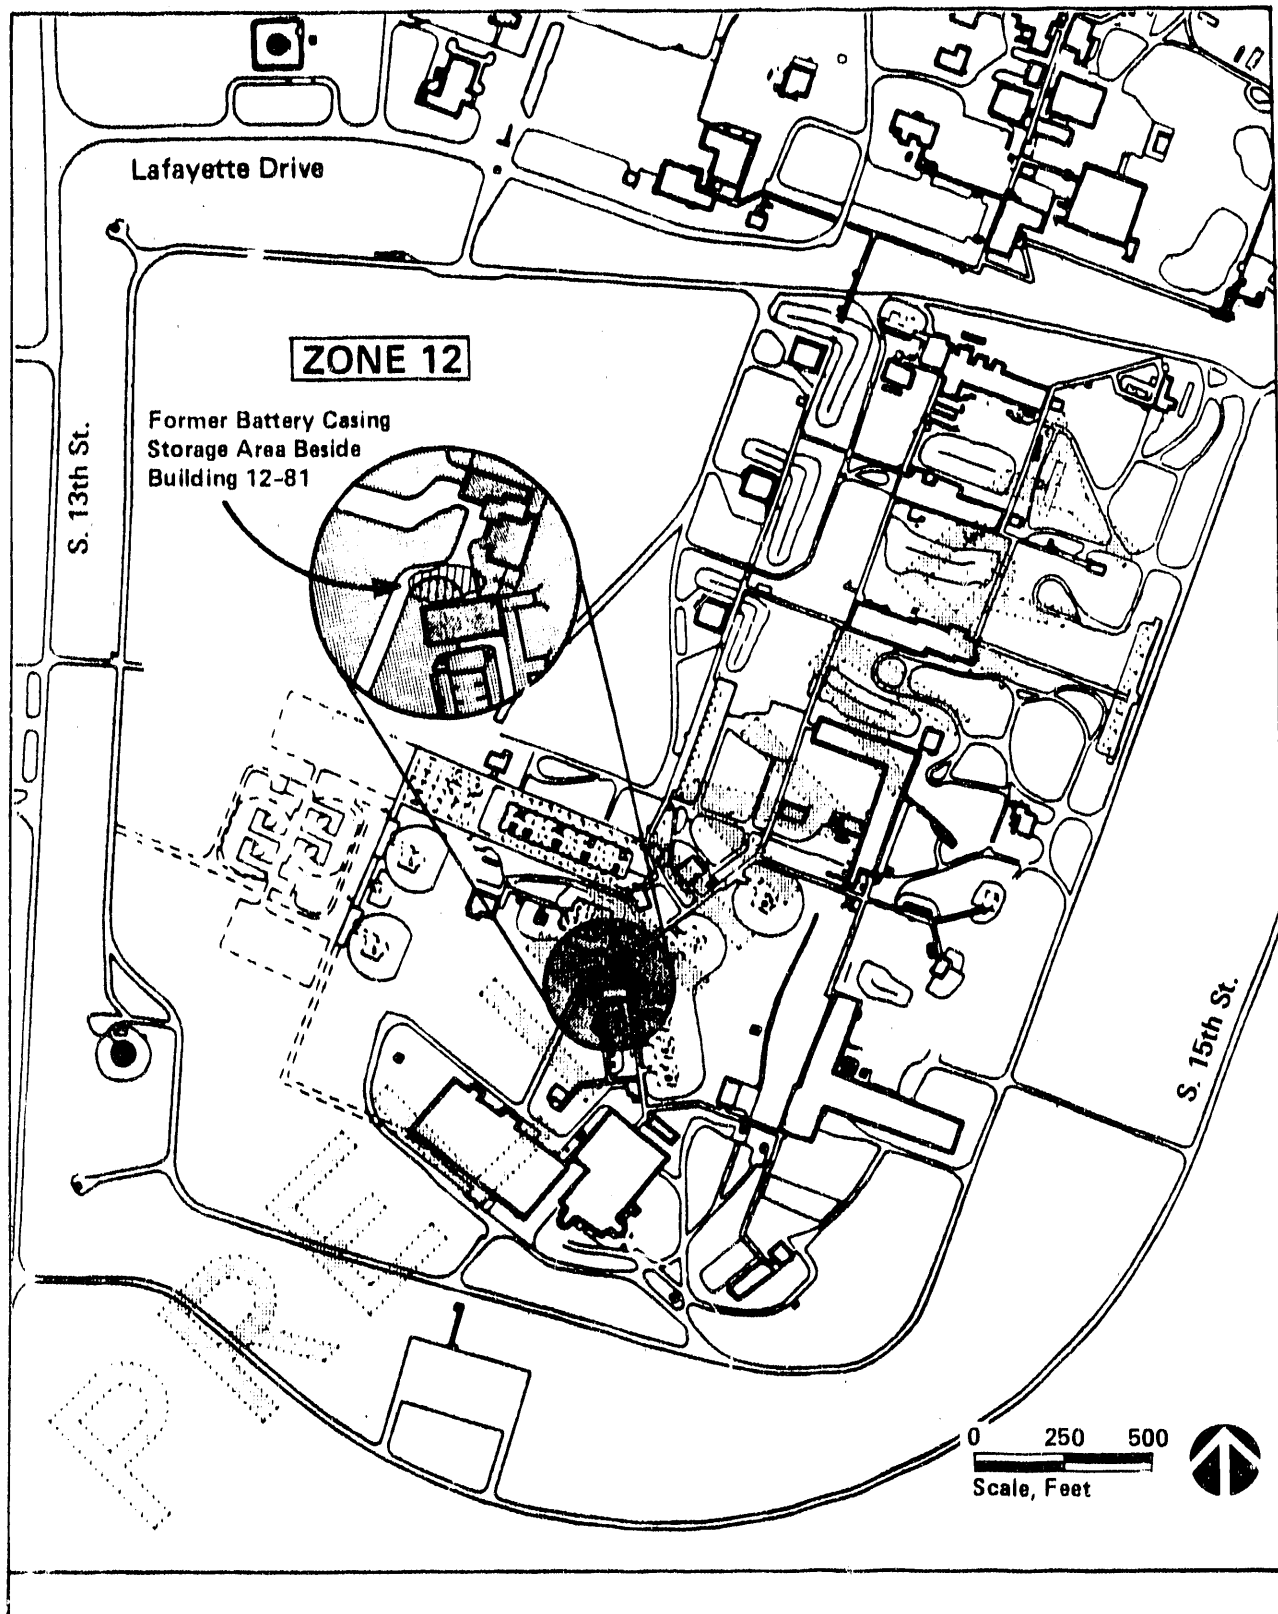 Lafayette Drive
ZONE 12
Former Battery Casing
Storage Area Beside
Building 12-81
S. 13th St.
S. 15th St.
0 250 500
Scale, Feet